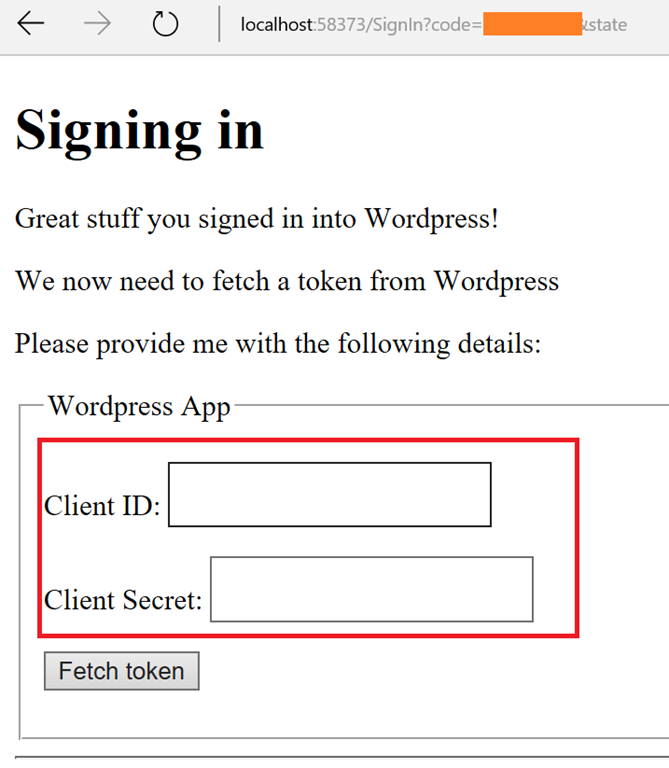 localhost:58373/SignIn?code= &state
Signing in
Great stuff you signed in into Wordpress!
We now need to fetch a token from Wordpress
Please provide me with the following details:
Wordpress App
Client ID:
Client Secret:
Fetch token